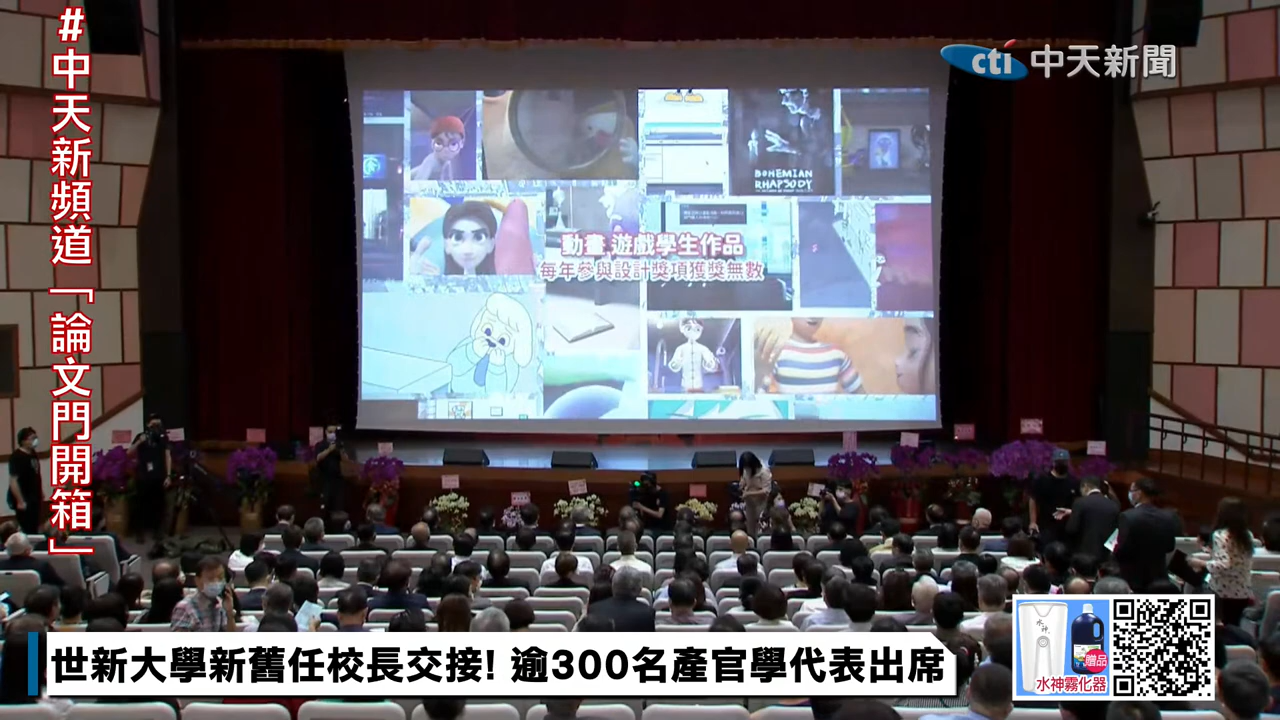 #中天新頻道「論文門開箱」
cti 中天新聞
BOHEMIAN
RHAPSODY
動畫、遊戲學生作品
每年參與設計獎項獲獎無數
世新大學新舊任校長交接! 逾300名產官學代表出席
水神
贈品
水神霧化器